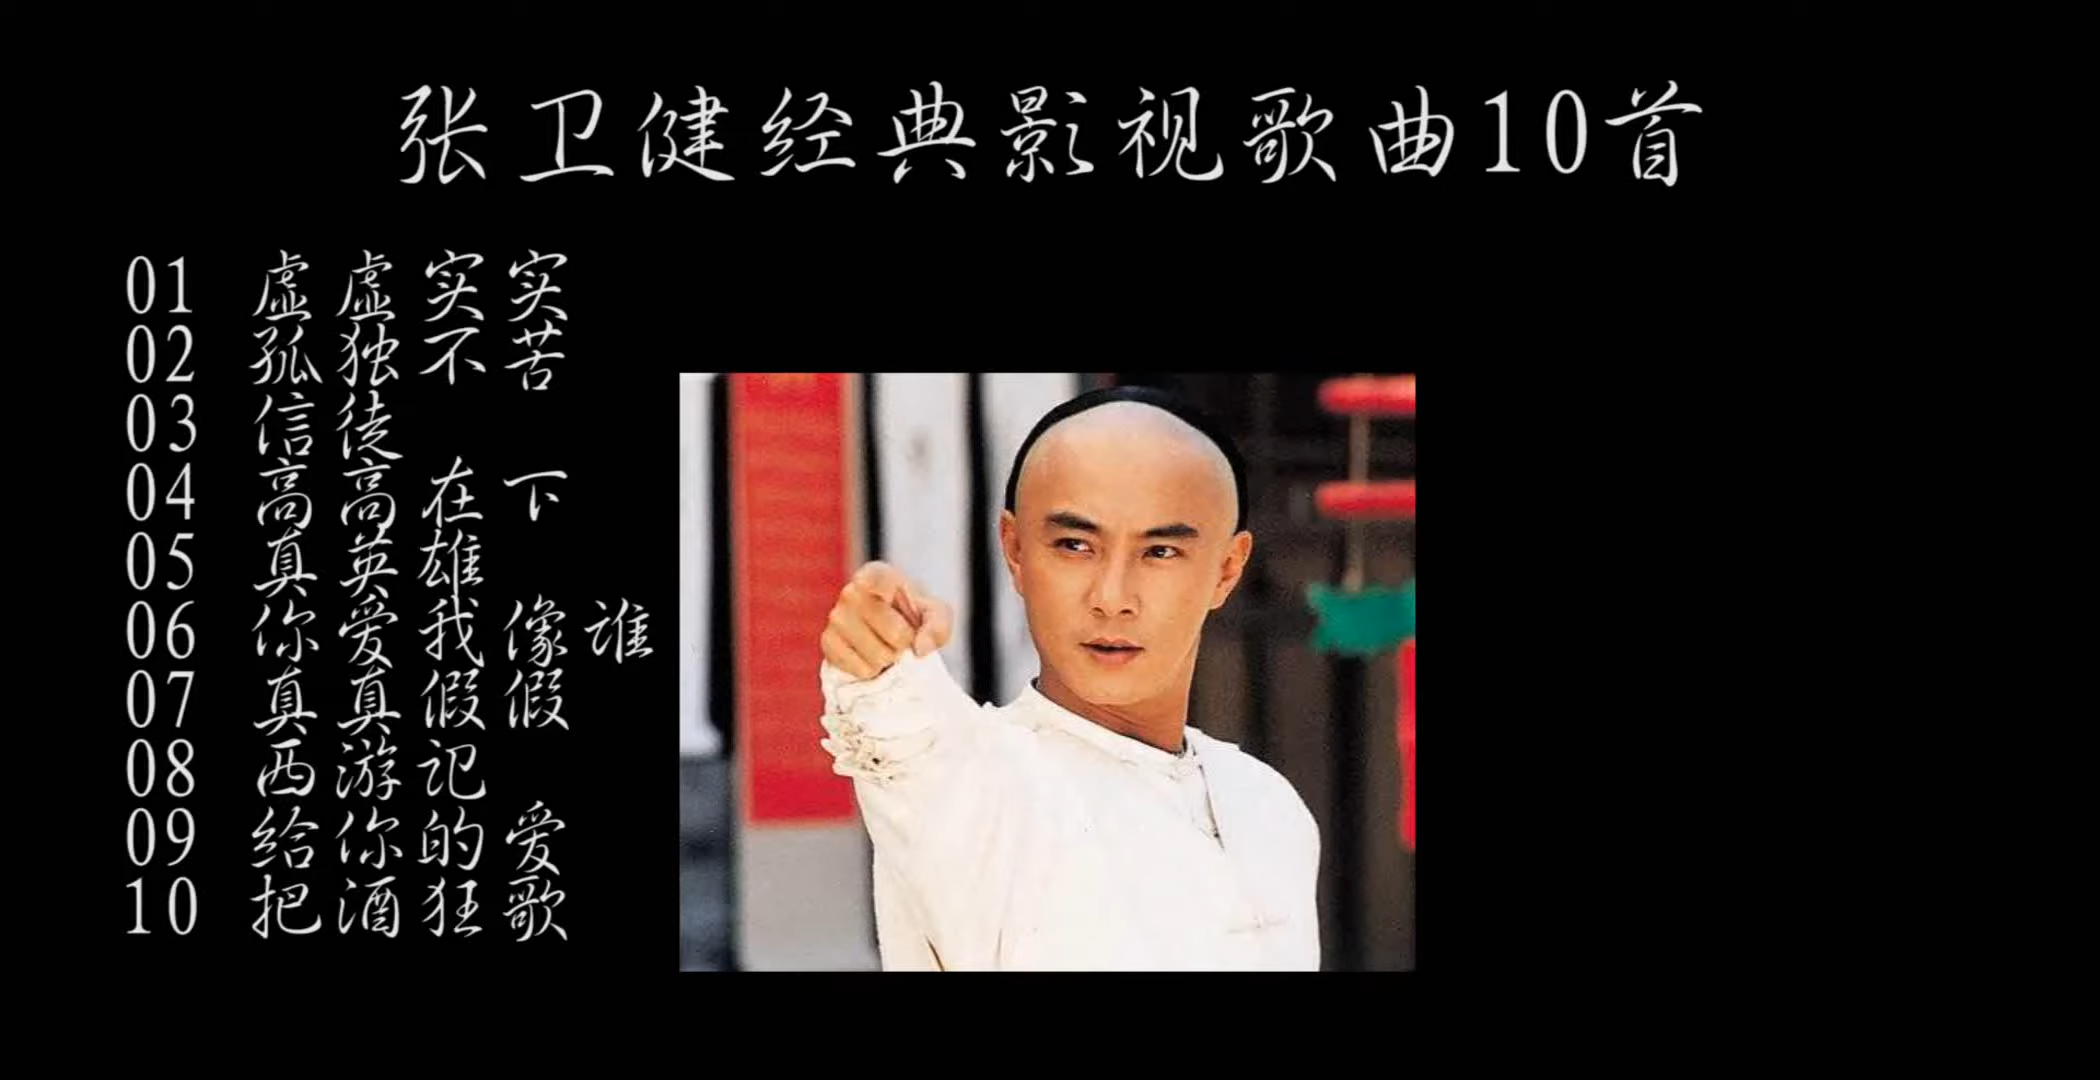 张卫健经典影视歌曲10首
01 虚虚实实
02 孤独不苦
03 信徒
04 高高在下
05 真英雄
06 你爱我像谁
07 真真假假
08 西游记
09 给你的爱
10 把酒狂歌